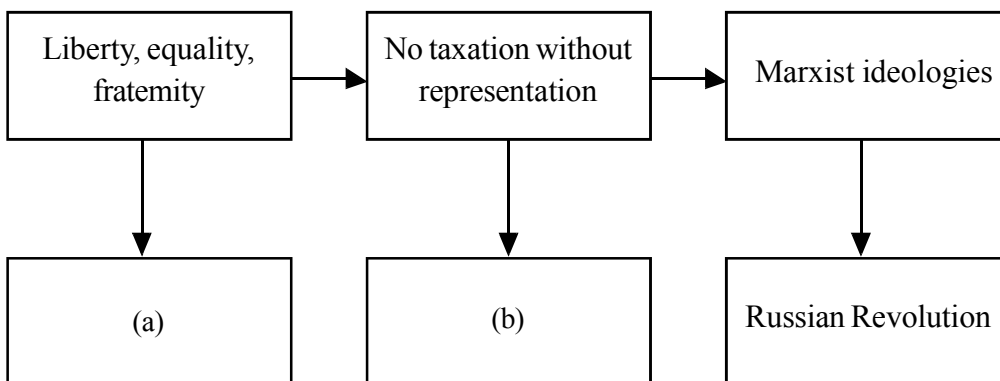 Liberty, equality,
fratemity
No taxation without
representation
Marxist ideologies
(a)
(b)
Russian Revolution